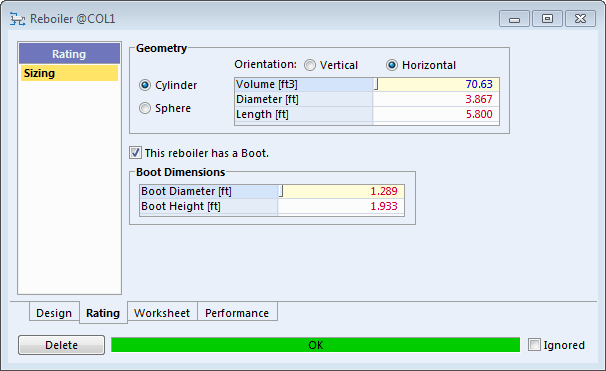 Reboiler @COL1
Rating
Sizing
Geometry
Orientation: Vertical Horizontal
Cylinder
Sphere
Volume [ft3] 70.63
Diameter [ft] 3.867
Length [ft] 5.800
This reboiler has a Boot.
Boot Dimensions
Boot Diameter [ft] 1.289
Boot Height [ft] 1.933
Design Rating Worksheet Performance
Delete OK Ignored